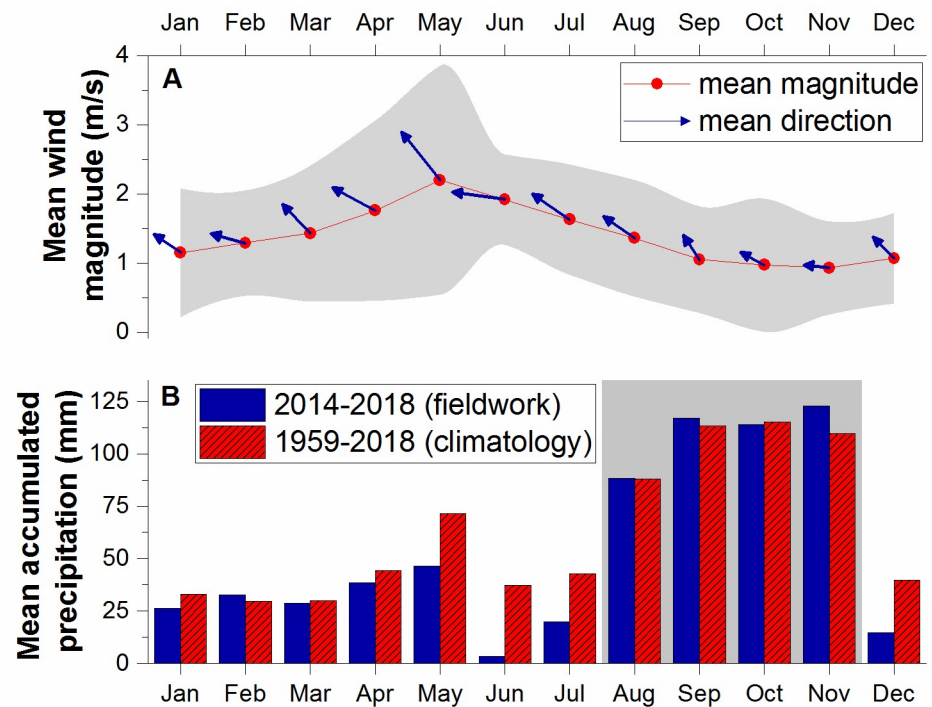 Jan Feb Mar Apr May Jun Jul Aug Sep Oct Nov Dec
A
mean magnitude
mean direction
Mean wind
magnitude (m/s)
4
3
2
1
0
B
2014-2018 (fieldwork)
1959-2018 (climatology)
Mean accumulated
precipitation (mm)
125
100
75
50
25
0
Jan Feb Mar Apr May Jun Jul Aug Sep Oct Nov Dec